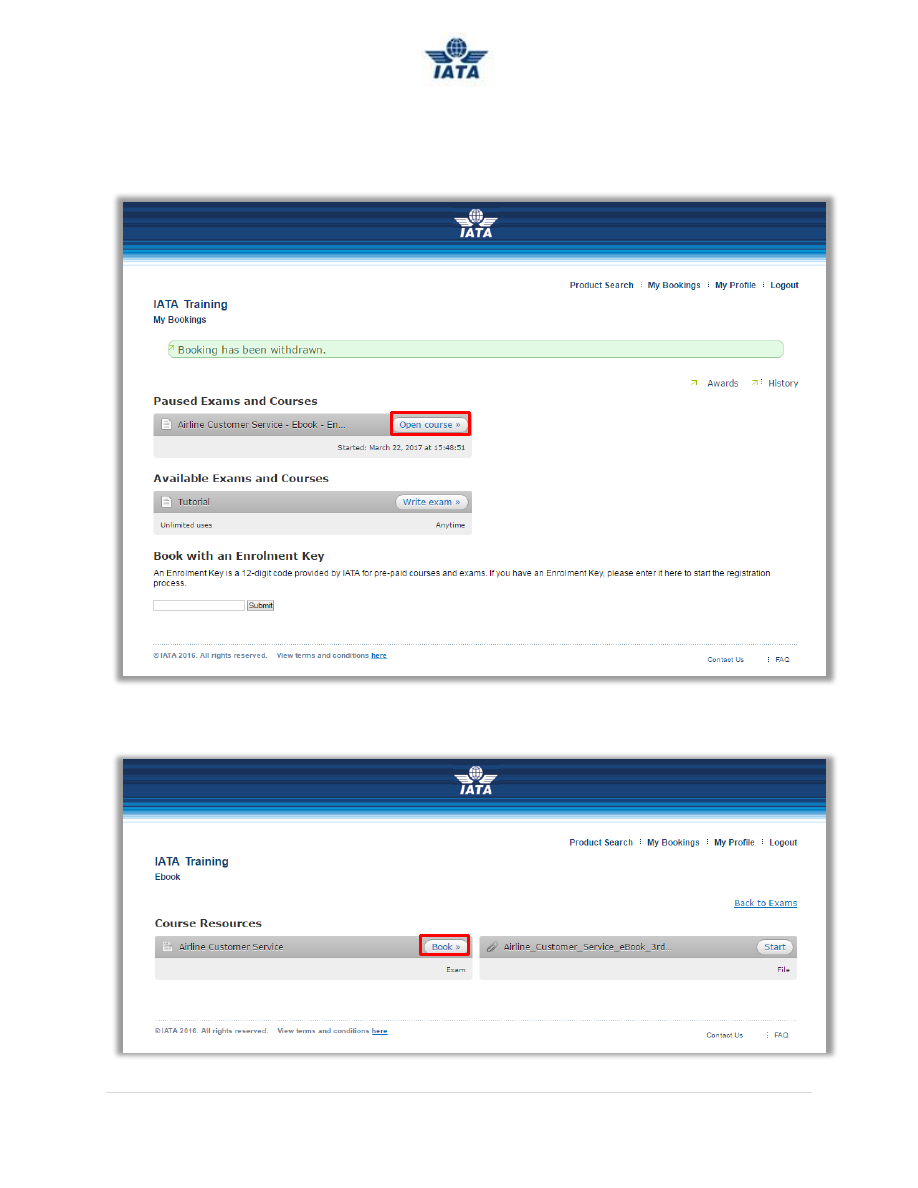 IATA
IATA
Product Search My Bookings My Profile Logout
IATA Training
My Bookings
Booking has been withdrawn.
Awards History
Paused Exams and Courses
Airline Customer Service - Ebook - En... Open course »
Started: March 22, 2017 at 15:48:51
Available Exams and Courses
Tutorial Write exam »
Unlimited uses Anytime
Book with an Enrolment Key
An Enrolment Key is a 12-digit code provided by IATA for pre-paid courses and exams. If you have an Enrolment Key, please enter it here to start the registration
process.
Submit
© IATA 2016. All rights reserved. View terms and conditions here
Contact Us FAQ
IATA
Product Search My Bookings My Profile Logout
IATA Training
Ebook
Back to Exams
Course Resources
Airline Customer Service Book » Airline_Customer_Service_eBook_3rd... Start
Exam File
© IATA 2016. All rights reserved. View terms and conditions here
Contact Us FAQ